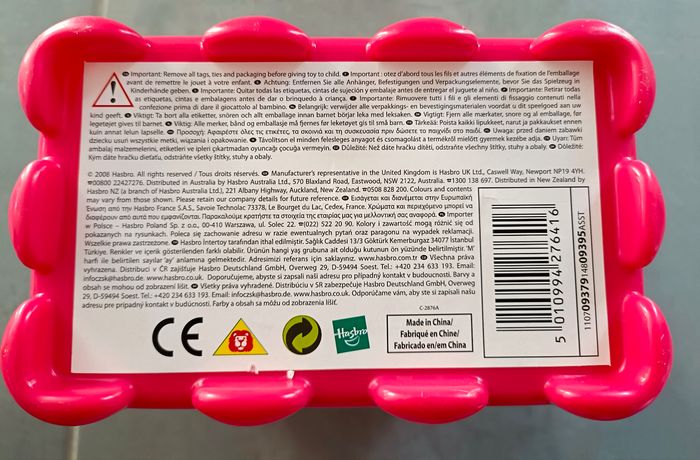 Important: Remove all tags, ties and packaging before giving toy to child. Important : otez d'abord tous les fils et autres éléments de fixation de l'emballage
avant de remettre le jouet à votre enfant. Achtung: Entfernen Sie alle Anhänger, Befestigungen und Verpackungselemente, bevor Sie das Spielzeug in
Kinderhände geben. Importante: Quitar todas las etiquetas, cintas de sujeción y embalaje antes de entregar el juguete al niño. Importante: Retirar todas
as etiquetas, cintas e embalagens antes de dar o brinquedo à criança. Importante: Rimuovere tutti i fili e gli elementi di fissaggio contenuti nella
confezione prima di dare il giocattolo al bambino. Belangrijk: verwijder alle verpakkings- en bevestigingsmaterialen voordat u dit speelgoed aan uw
kind geeft. Viktigt: Ta bort alla etiketter, snören och allt emballage innan barnet börjar leka med leksaken. Vigtigt: Fjern alle mærkater, snore og al emballage, før
legetøjet gives til barnet. Viktig: Alle merker, bånd og emballasje må fjernes før leketøyet gis til små barn. Tärkeää: Poista kaikki lipukkeet, narut ja pakkaukset ennen
kuin annat lelun lapselle. Προσοχή: Αφαιρέστε όλες τις ετικέτες, τα σκοινιά και τη συσκευασία πριν δώσετε το παιχνίδι στο παιδί. Uwaga: przed daniem zabawki
dziecku usuń wszystkie metki, wiązania i opakowanie. Távolítson el minden felesleges anyagot és csomagolást a termékről mielőtt gyermek kezébe adja. Uyarı: Tüm
ambalaj malzemelerini, etiketleri ve ipleri çıkartmadan oyuncağı çocuğa vermeyin. Důležité: Než dáte hračku dítěti, odstraňte všechny štítky, stuhy a obaly. Dôležité:
Kým dáte hračku dieťaťu, odstráňte všetky štítky, stuhy a obaly.
© 2008 Hasbro. All rights reserved / Tous droits réservés. Manufacturer's representative in the United Kingdom is Hasbro UK Ltd., Caswell Way, Newport NP19 4YH.
00800 22427276. Distributed in Australia by Hasbro Australia Ltd., 570 Blaxland Road, Eastwood, NSW 2122, Australia. 1300 138 697. Distributed in New Zealand by
Hasbro NZ (a branch of Hasbro Australia Ltd.), 221 Albany Highway, Auckland, New Zealand. 0508 828 200. Colours and contents
may vary from those shown. Please retain our company details for future reference. Εισάγεται και διανέμεται στην Ευρωπαϊκή
Ένωση από την Hasbro France S.A.S., Savoie Technolac 73378, Le Bourget du Lac, Cedex, France. Χρώματα και περιεχόμενο μπορεί να
διαφέρουν από αυτά που εμφανίζονται. Παρακαλούμε κρατήστε τα στοιχεία της εταιρίας μας για μελλοντική σας αναφορά. Importer
w Polsce – Hasbro Poland Sp. z o.o., 00-410 Warszawa, ul. Solec 22. (022) 522 20 90. Kolory i zawartość mogą różnić się od
pokazanych na rysunkach. Poleca się zachowanie adresu w razie ewentualnych pytań oraz paragonu na wypadek reklamacji.
Wszelkie prawa zastrzeżone. Hasbro İntertoy tarafından ithal edilmiştir. Sağlık Caddesi 13/3 Göktürk Kemerburgaz 34077 İstanbul
Türkiye. Renkler ve içerik gösterilenden farklı olabilir. Ürünün hangi yaş grubuna ait olduğu kutunun ön yüzünde belirtilmiştir. 'M'
harfi ile belirtilen sayılar 'ay' anlamına gelmektedir. Adresimizi referans için saklayınız. www.hasbro.com.tr Všechna práva
vyhrazena. Distribuci v ČR zajišťuje Hasbro Deutschland GmbH, Overweg 29, D-59494 Soest. Tel.: +420 234 633 193. Email:
infoczsk@hasbro.de. www.hasbro.co.uk. Doporučujeme, abyste si zapsali naši adresu pro případný kontakt v budoucnosti. Barvy a
obsah se mohou od zobrazení lišit. Všetky práva vyhradené. Distribúciu v SR zabezpečuje Hasbro Deutschland GmbH, Overweg
29, D-59494 Soest. Tel.: +420 234 633 193. Email: infoczsk@hasbro.de. www.hasbro.co.uk. Odporúčame vám, aby ste si zapísali našu
adresu pre prípadný kontakt v budúcnosti. Farby a obsah sa môžu od zobrazenia líšiť.
C-2876A
CE
Hasbro
Made in China/
Fabriqué en Chine/
Fabricado en/em China
5 010994 276416
11070937914809395ASST